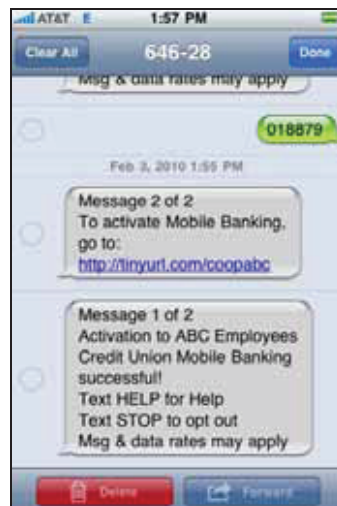 AT&T E 1:57 PM
Clear All 646-28 Done
Msg & data rates may apply
018879
Feb 3, 2010 1:55 PM
Message 2 of 2
To activate Mobile Banking,
go to:
http://tinyurl.com/coopabc
Message 1 of 2
Activation to ABC Employees
Credit Union Mobile Banking
successful!
Text HELP for Help
Text STOP to opt out
Msg & data rates may apply
Delete Forward